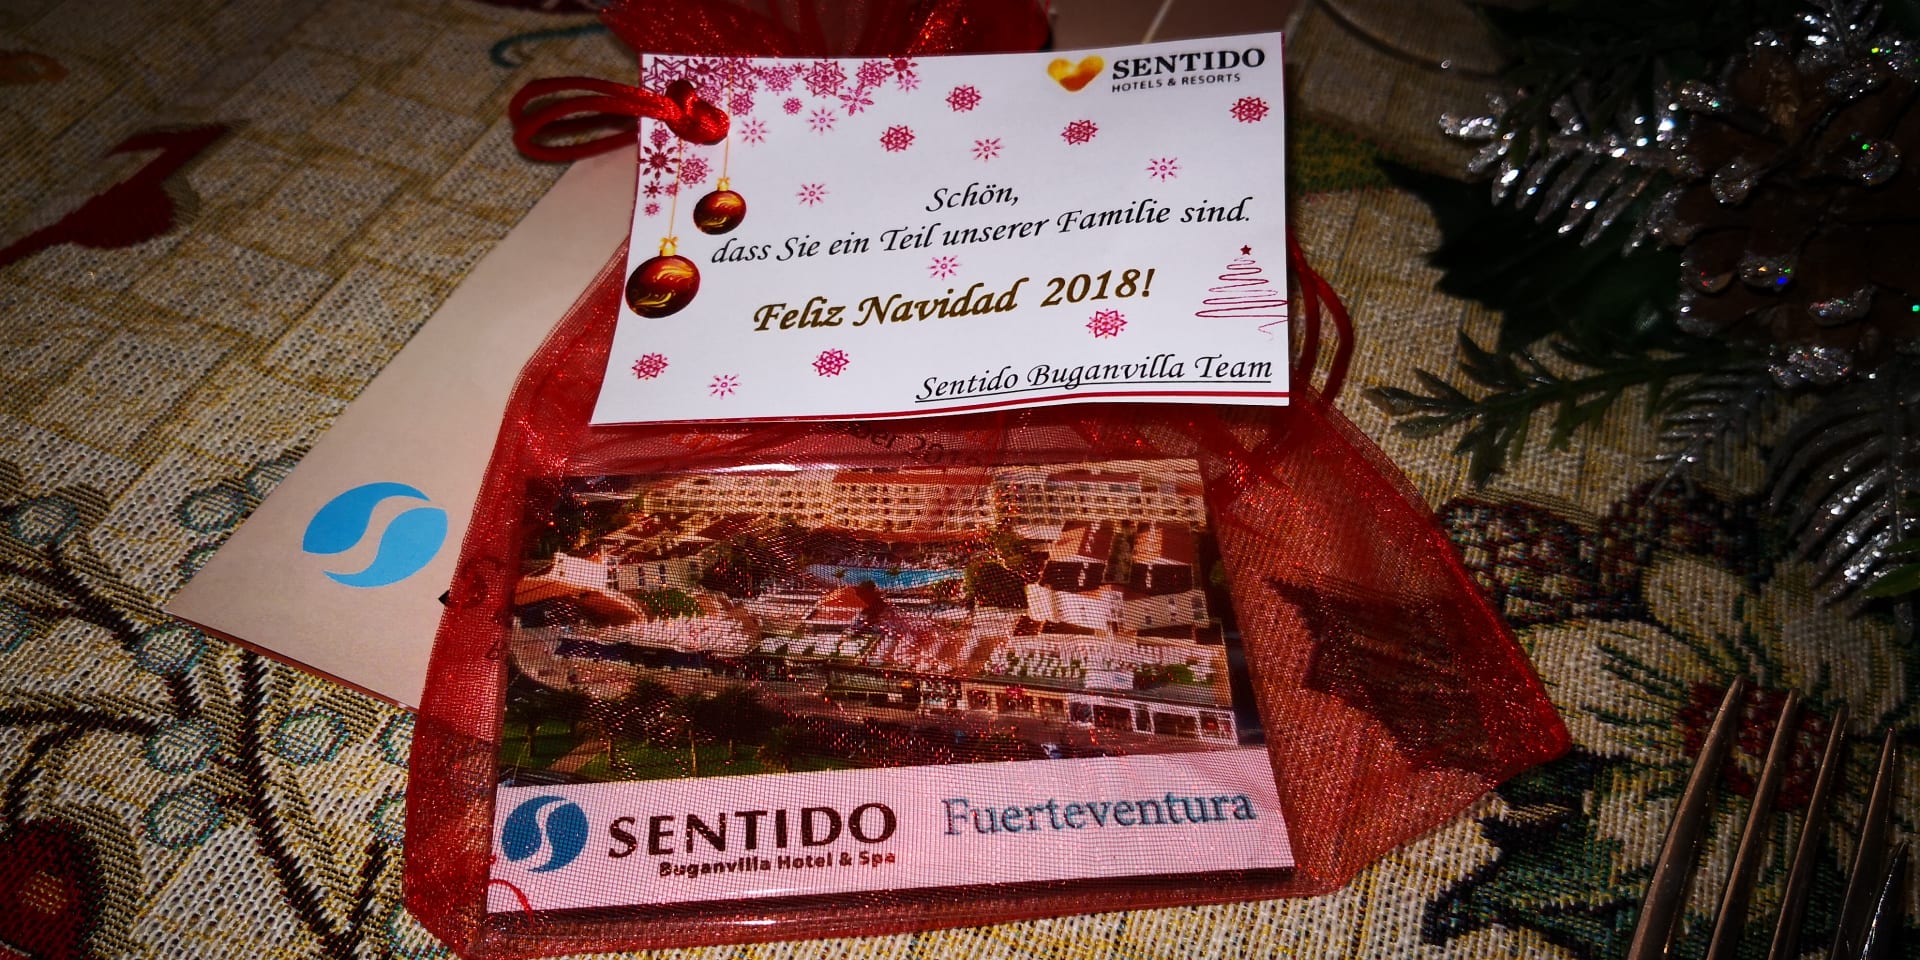 SENTIDO
HOTELS & RESORTS
Schön,
dass Sie ein Teil unserer Familie sind.
Feliz Navidad 2018!
Sentido Buganvilla Team
SENTIDO
Buganvilla Hotel & Spa
Fuerteventura